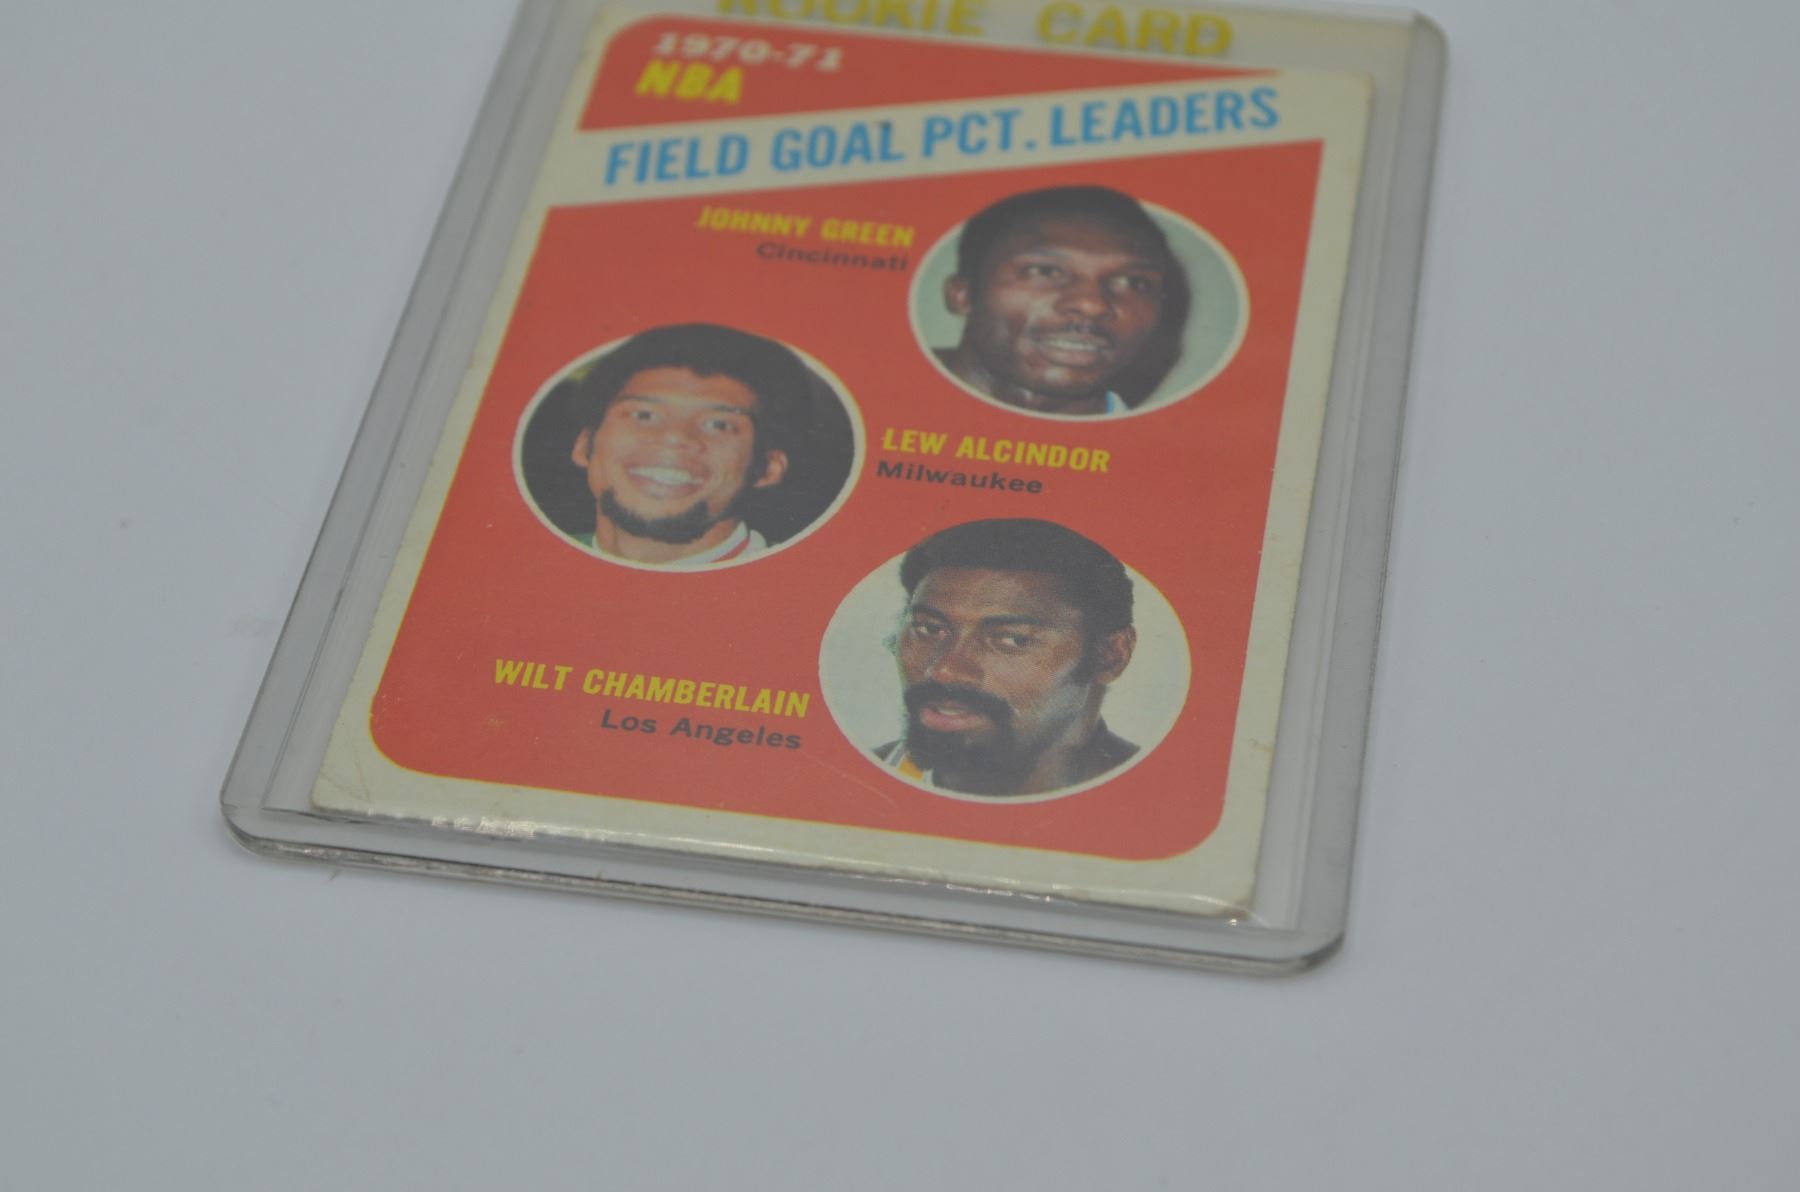 ROOKIE CARD
1970-71
NBA
FIELD GOAL PCT. LEADERS
JOHNNY GREEN
Cincinnati
LEW ALCINDOR
Milwaukee
WILT CHAMBERLAIN
Los Angeles